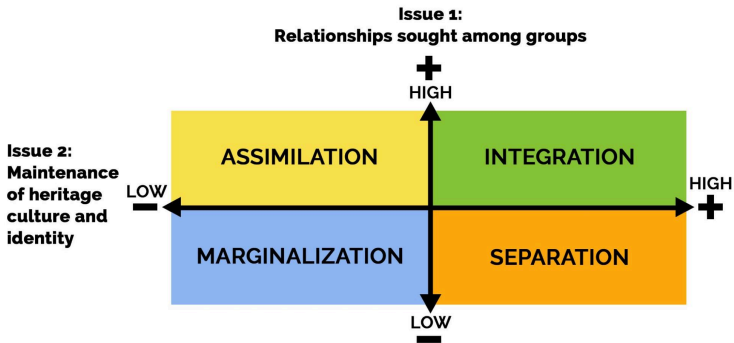 Issue 1:
Relationships sought among groups
+
HIGH
Issue 2:
Maintenance
of heritage
culture and
identity
ASSIMILATION
INTEGRATION
LOW
−
HIGH
+
MARGINALIZATION
SEPARATION
LOW
−